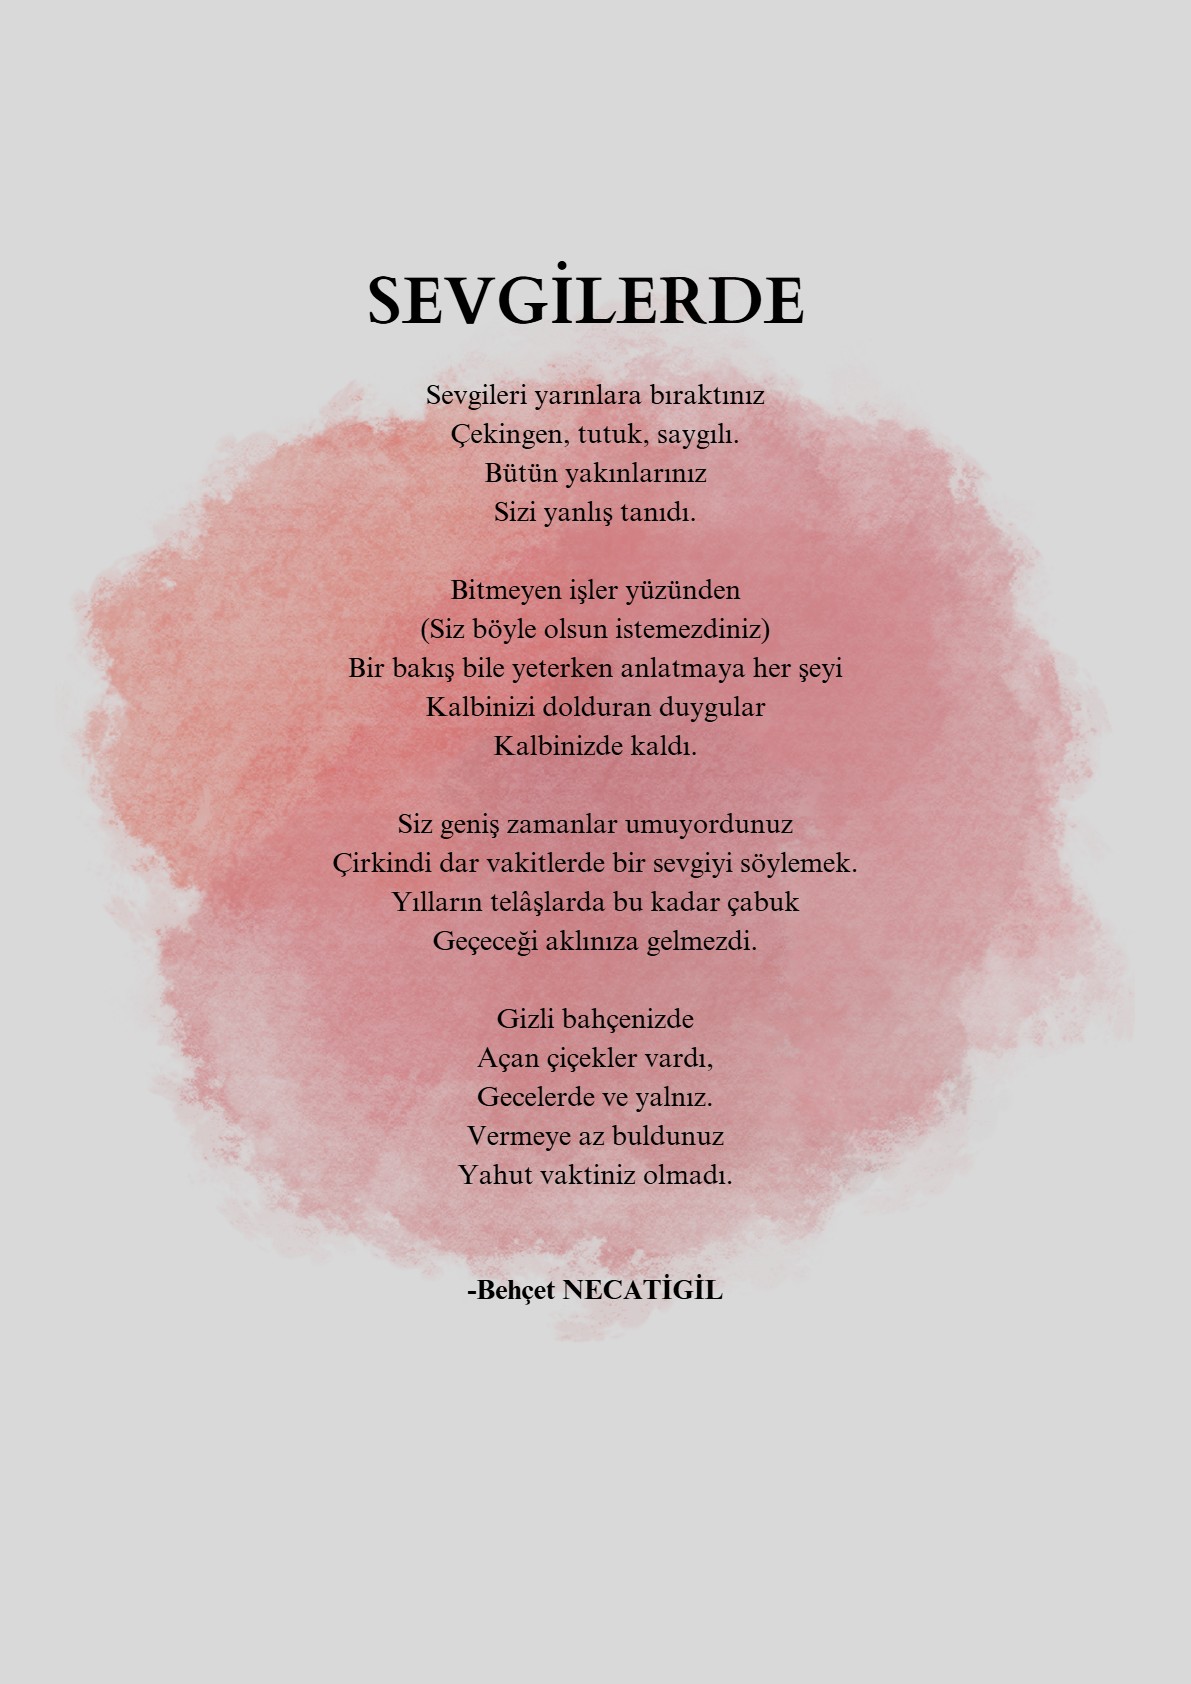 SEVGİLERDE
Sevgileri yarınlara bıraktınız
Çekingen, tutuk, saygılı.
Bütün yakınlarınız
Sizi yanlış tanıdı.
Bitmeyen işler yüzünden
(Siz böyle olsun istemezdiniz)
Bir bakış bile yeterken anlatmaya her şeyi
Kalbinizi dolduran duygular
Kalbinizde kaldı.
Siz geniş zamanlar umuyordunuz
Çirkindi dar vakitlerde bir sevgiyi söylemek.
Yılların telâşlarda bu kadar çabuk
Geçeceği aklınıza gelmezdi.
Gizli bahçenizde
Açan çiçekler vardı,
Gecelerde ve yalnız.
Vermeye az buldunuz
Yahut vaktiniz olmadı.
-Behçet NECATİGİL